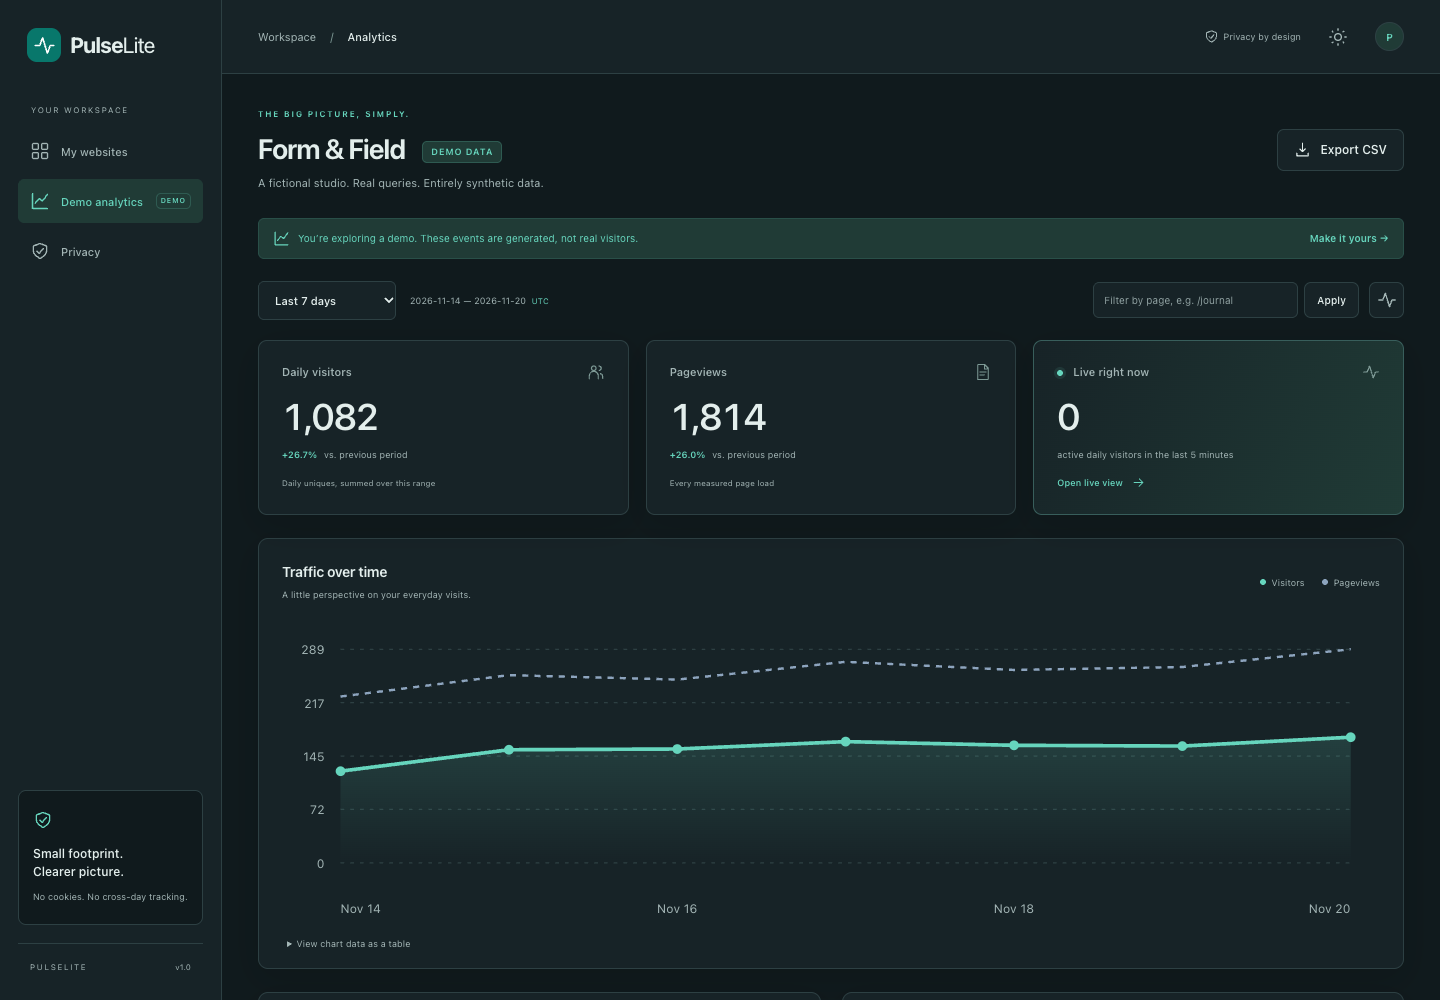 PulseLite
YOUR WORKSPACE
My websites
Demo analytics DEMO
Privacy
Small footprint.
Clearer picture.
No cookies. No cross-day tracking.
PULSELITE v1.0
Workspace / Analytics
Privacy by design
P
THE BIG PICTURE, SIMPLY.
Form & Field DEMO DATA
A fictional studio. Real queries. Entirely synthetic data.
Export CSV
You're exploring a demo. These events are generated, not real visitors. Make it yours →
Last 7 days 2026-11-14 — 2026-11-20 UTC
Filter by page, e.g. /journal Apply
Daily visitors
1,082
+26.7% vs. previous period
Daily uniques, summed over this range
Pageviews
1,814
+26.0% vs. previous period
Every measured page load
Live right now
0
active daily visitors in the last 5 minutes
Open live view →
Traffic over time
A little perspective on your everyday visits.
Visitors Pageviews
289
217
145
72
0
Nov 14 Nov 16 Nov 18 Nov 20
View chart data as a table